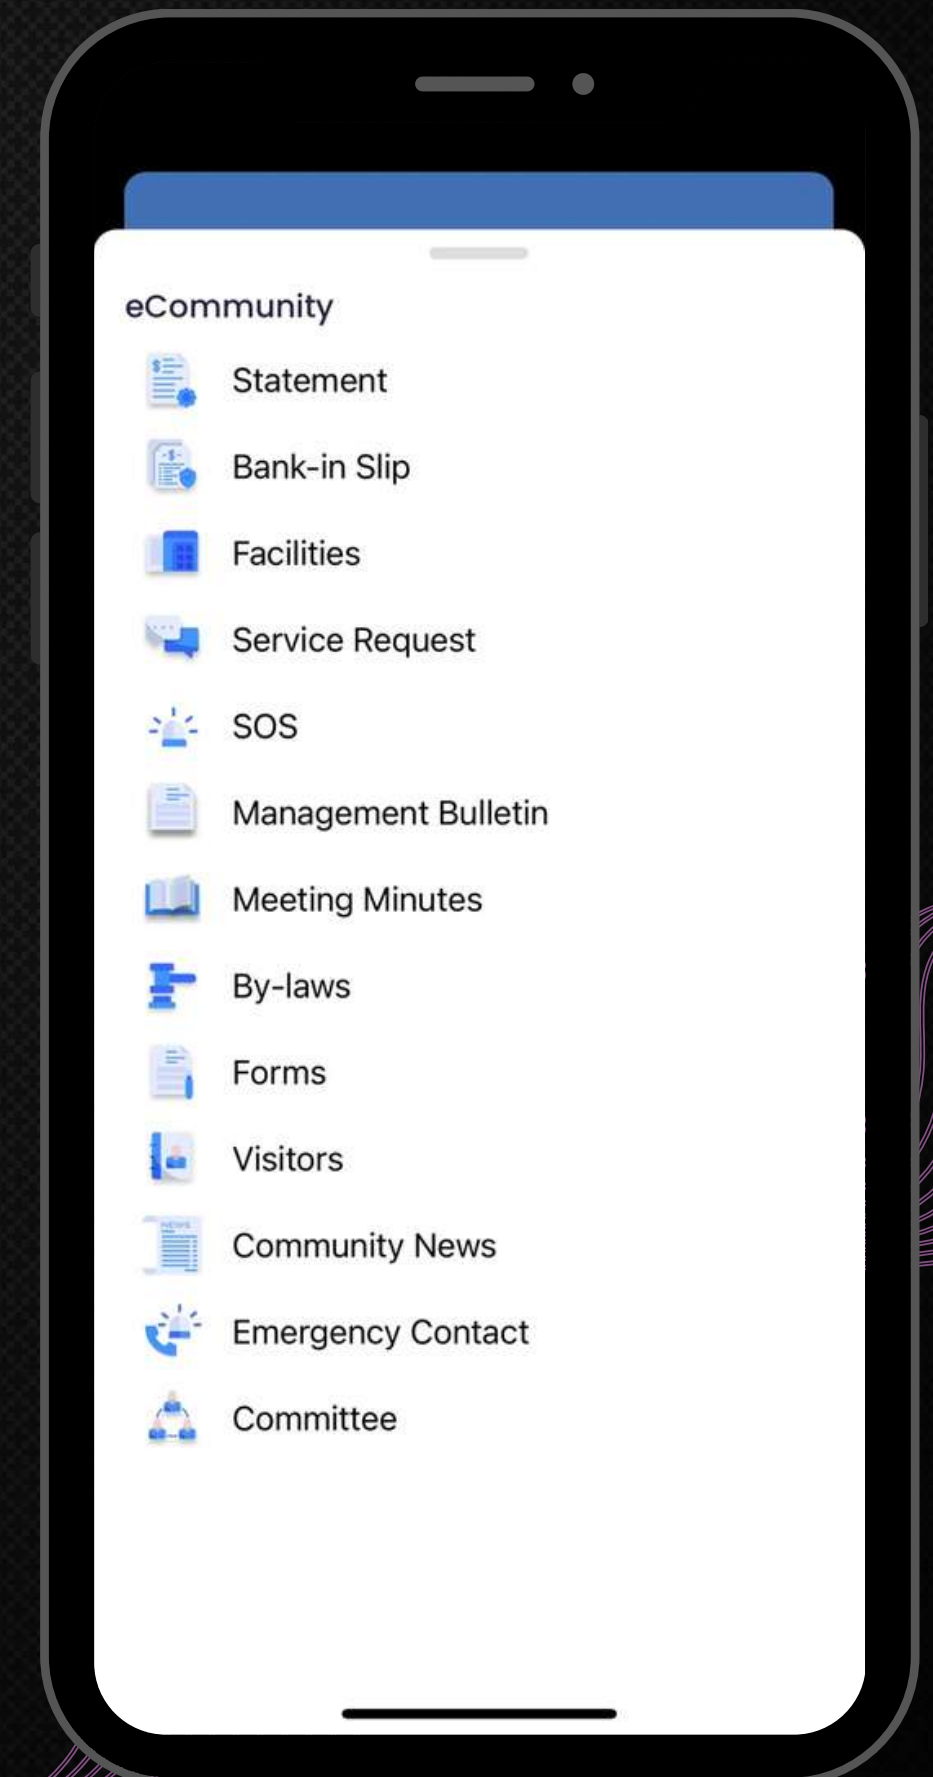 eCommunity
Statement
Bank-in Slip
Facilities
Service Request
SOS
Management Bulletin
Meeting Minutes
By-laws
Forms
Visitors
NEWS
Community News
Emergency Contact
Committee